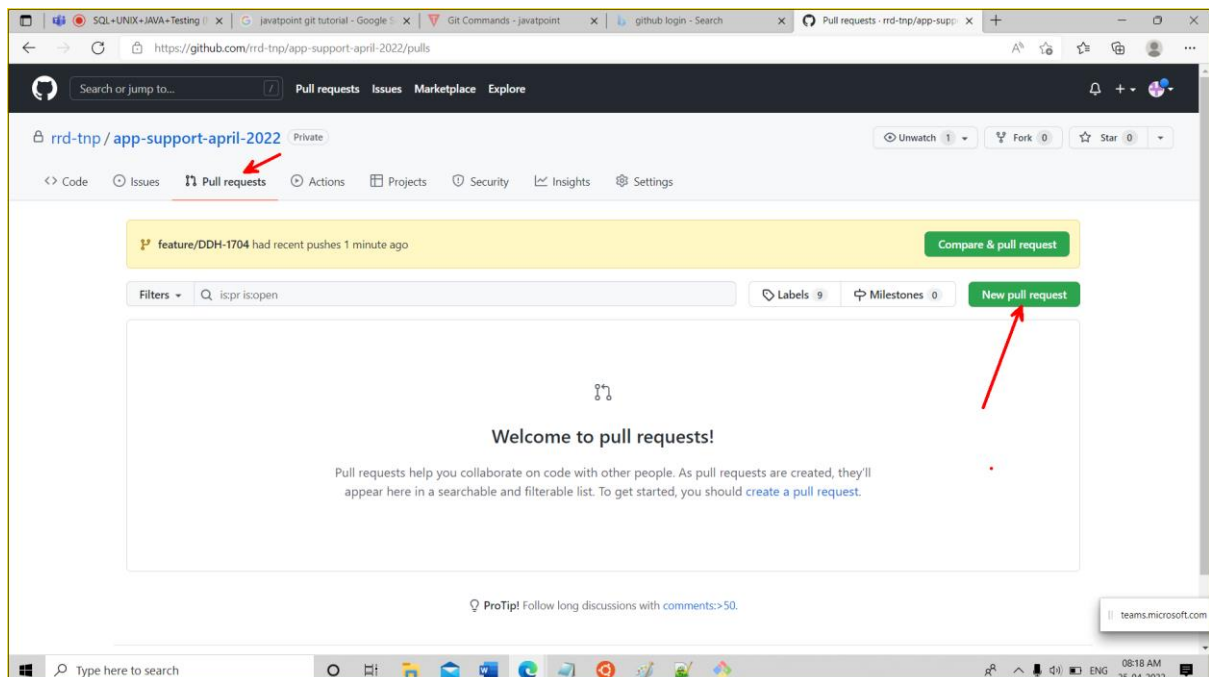 SQL+UNIX+JAVA+Testing (
javatpoint git tutorial - Google S
Git Commands - javatpoint
github login - Search
Pull requests · rrd-tnp/app-supp
https://github.com/rrd-tnp/app-support-april-2022/pulls
Search or jump to...
/
Pull requests Issues Marketplace Explore
rrd-tnp / app-support-april-2022 Private
Unwatch 1
Fork 0
Star 0
<> Code
Issues
Pull requests
Actions
Projects
Security
Insights
Settings
feature/DDH-1704 had recent pushes 1 minute ago
Compare & pull request
Filters
is:pr is:open
Labels 9
Milestones 0
New pull request
Welcome to pull requests!
Pull requests help you collaborate on code with other people. As pull requests are created, they'll
appear here in a searchable and filterable list. To get started, you should create a pull request.
ProTip! Follow long discussions with comments:>50.
teams.microsoft.com
Type here to search
ENG
08:18 AM